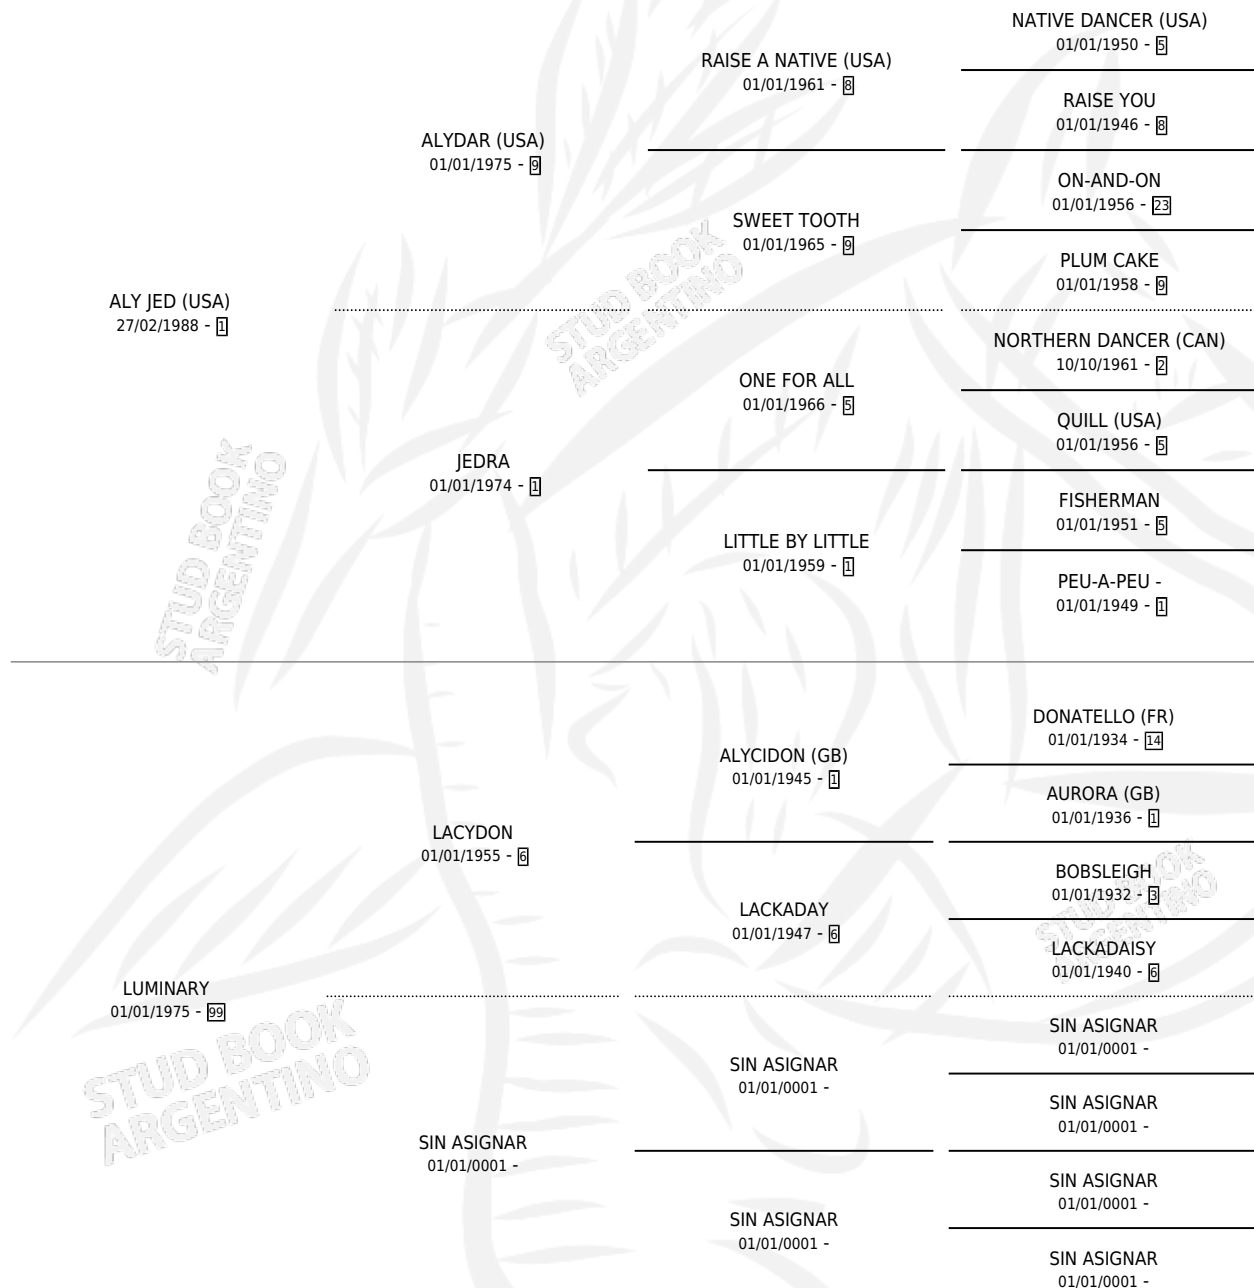 NATIVE DANCER (USA)
01/01/1950 - 5
RAISE A NATIVE (USA)
01/01/1961 - 8
RAISE YOU
01/01/1946 - 8
ALYDAR (USA)
01/01/1975 - 9
ON-AND-ON
01/01/1956 - 23
SWEET TOOTH
01/01/1965 - 9
PLUM CAKE
01/01/1958 - 9
ALY JED (USA)
27/02/1988 - 1
NORTHERN DANCER (CAN)
10/10/1961 - 2
ONE FOR ALL
01/01/1966 - 5
QUILL (USA)
01/01/1956 - 5
JEDRA
01/01/1974 - 1
FISHERMAN
01/01/1951 - 5
LITTLE BY LITTLE
01/01/1959 - 1
PEU-A-PEU -
01/01/1949 - 1
DONATELLO (FR)
01/01/1934 - 14
ALYCIDON (GB)
01/01/1945 - 1
AURORA (GB)
01/01/1936 - 1
LACYDON
01/01/1955 - 6
BOBSLEIGH
01/01/1932 - 3
LACKADAY
01/01/1947 - 6
LACKADAISY
01/01/1940 - 6
LUMINARY
01/01/1975 - 99
SIN ASIGNAR
01/01/0001 -
SIN ASIGNAR
01/01/0001 -
SIN ASIGNAR
01/01/0001 -
SIN ASIGNAR
01/01/0001 -
SIN ASIGNAR
01/01/0001 -
SIN ASIGNAR
01/01/0001 -
SIN ASIGNAR
01/01/0001 -
STUD BOOK
ARGENTINO
STUD BOOK
ARGENTINO
STUD BOOK
ARGENTINO
STUD BOOK
ARGENTINO